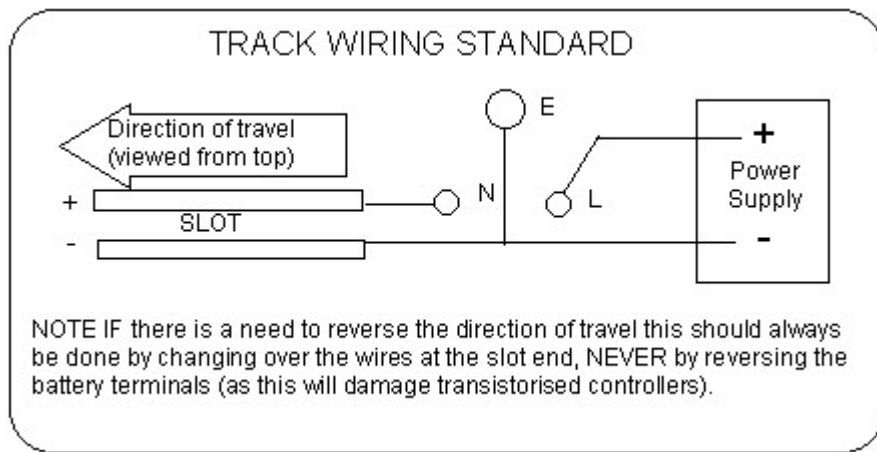 TRACK WIRING STANDARD
E
Direction of travel
(viewed from top)
+
Power
Supply
+
N
L
SLOT
-
-
NOTE IF there is a need to reverse the direction of travel this should always
be done by changing over the wires at the slot end, NEVER by reversing the
battery terminals (as this will damage transistorised controllers).